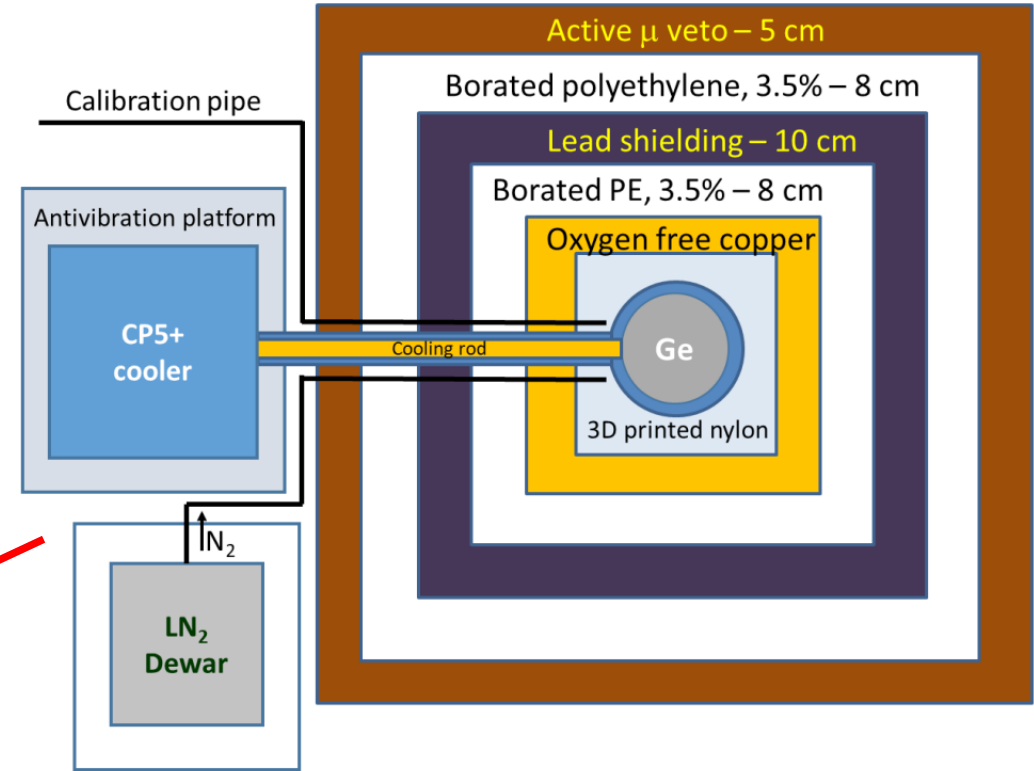 Active μ veto – 5 cm
Borated polyethylene, 3.5% – 8 cm
Calibration pipe
Lead shielding – 10 cm
Borated PE, 3.5% – 8 cm
Antivibration platform
Oxygen free copper
CP5+
cooler
Cooling rod
Ge
3D printed nylon
N₂
LN₂
Dewar